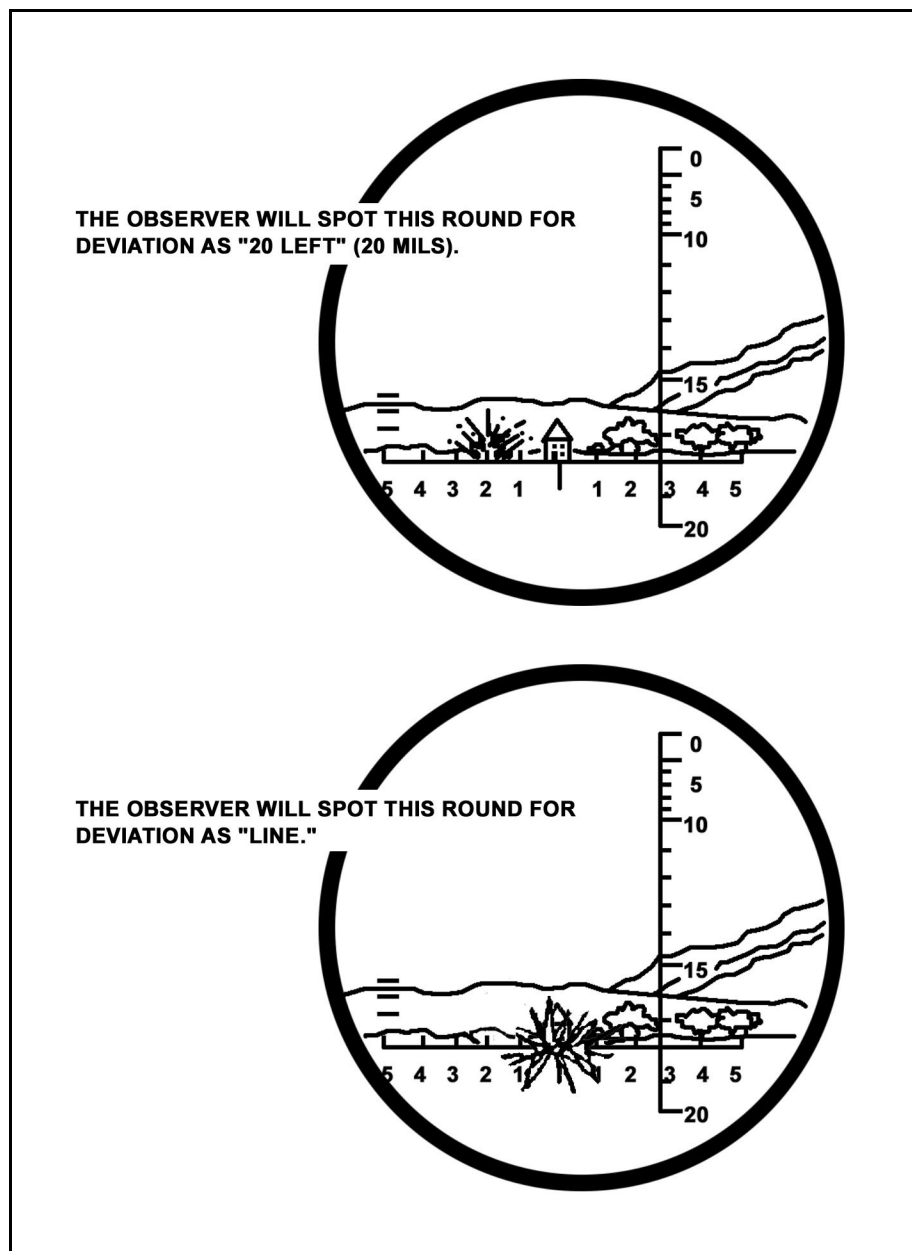 0
5
THE OBSERVER WILL SPOT THIS ROUND FOR
DEVIATION AS "20 LEFT" (20 MILS).
10
15
5 4 3 2 1 1 2 3 4 5
20
0
5
THE OBSERVER WILL SPOT THIS ROUND FOR
DEVIATION AS "LINE."
10
15
5 4 3 2 1 1 2 3 4 5
20